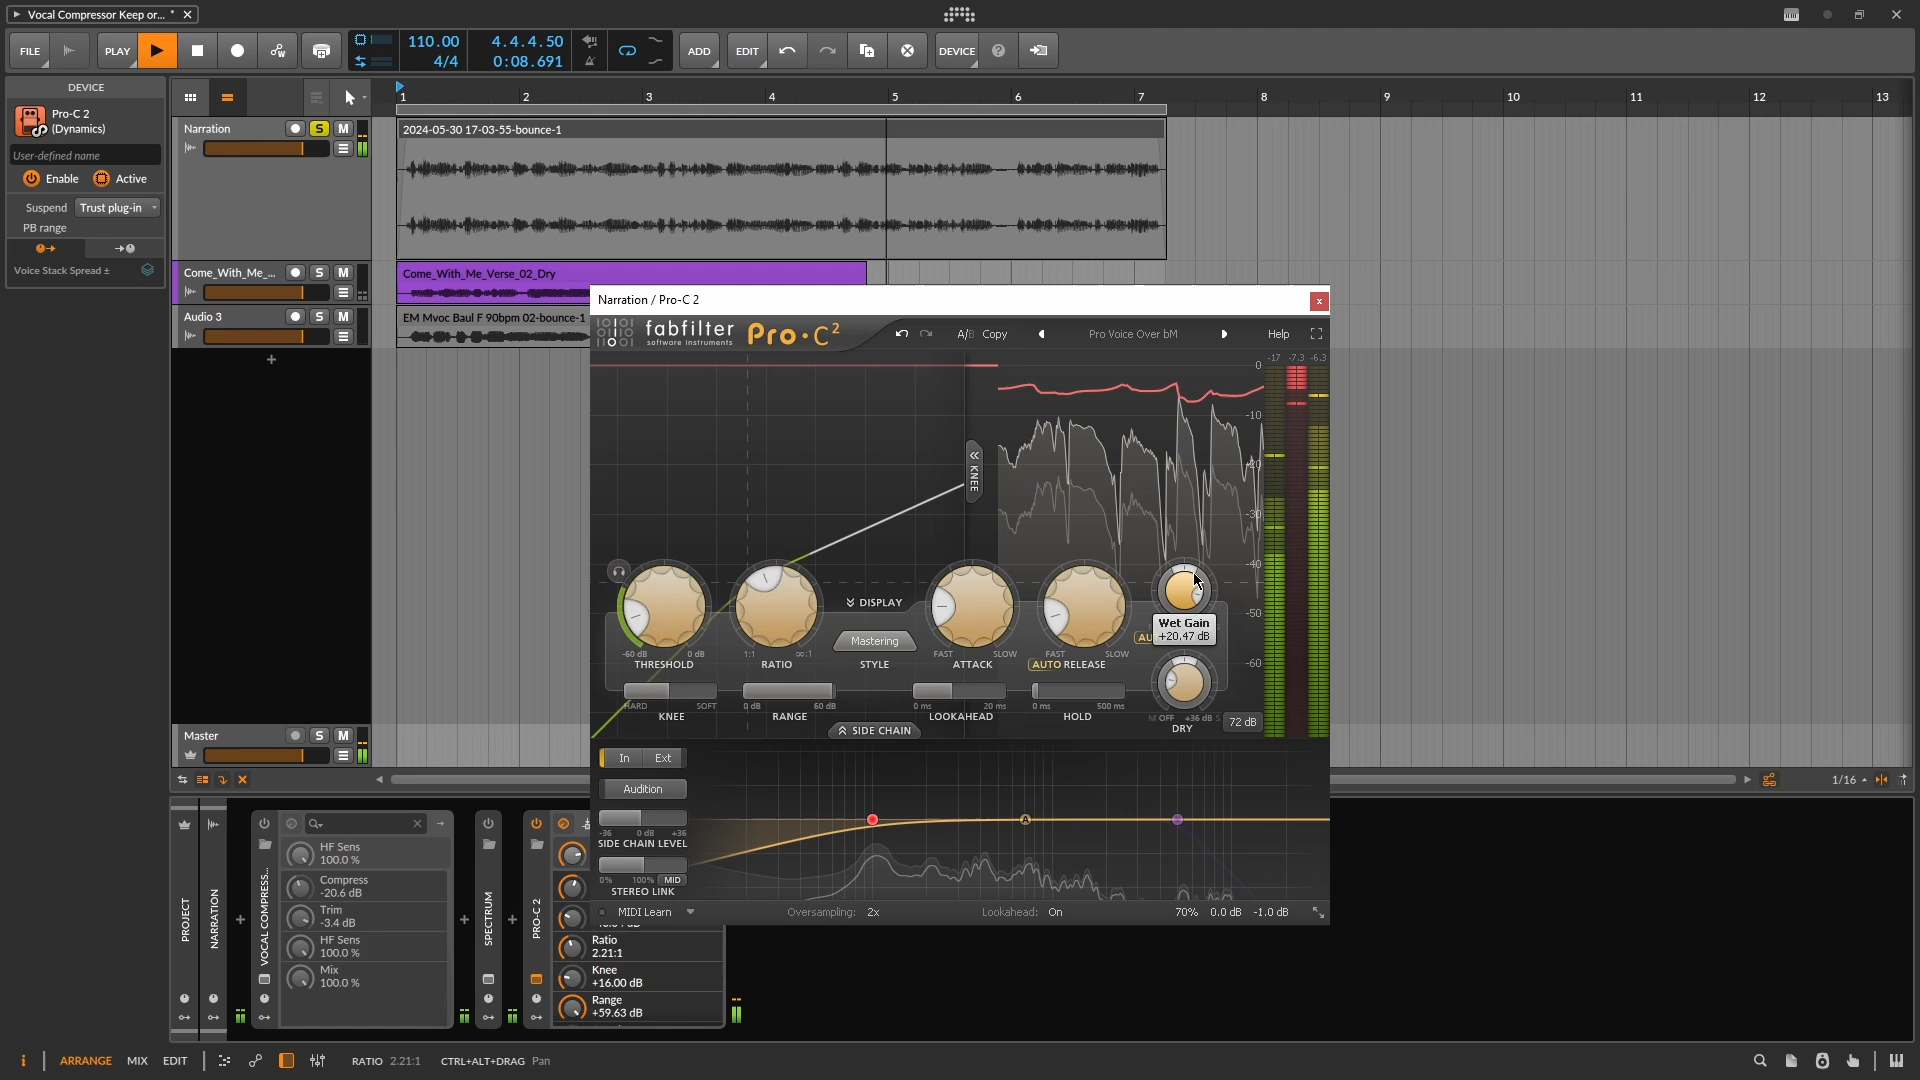 Vocal Compressor Keep or... *
FILE
PLAY
110.00
4/4
4.4.4.50
0:08.691
ADD
EDIT
DEVICE
DEVICE
Pro-C 2
(Dynamics)
User-defined name
Enable
Active
Suspend
Trust plug-in
PB range
Voice Stack Spread ±
1 2 3 4 5 6 7 8 9 10 11 12 13
Narration
S M
2024-05-30 17-03-55-bounce-1
Come_With_Me_...
S M
Come_With_Me_Verse_02_Dry
Audio 3
S M
EM Mvoc Baul F 90bpm 02-bounce-1
Master
S M
1/16
Narration / Pro-C 2
fabfilter
software instruments
Pro·C²
A/B
Copy
Pro Voice Over bM
Help
-17 -7.3 -6.3
0
-10
-20
-30
-40
-50
-60
KNEE
DISPLAY
Mastering
STYLE
-60 dB 0 dB
THRESHOLD
1:1 ∞:1
RATIO
FAST SLOW
ATTACK
FAST SLOW
AUTO RELEASE
AU
Wet Gain
+20.47 dB
HARD SOFT
KNEE
0 dB 60 dB
RANGE
0 ms 20 ms
LOOKAHEAD
0 ms 500 ms
HOLD
M OFF +36 dB S
DRY
72 dB
SIDE CHAIN
In Ext
Audition
-36 0 dB +36
SIDE CHAIN LEVEL
0% 100% MID
STEREO LINK
A
MIDI Learn
Oversampling: 2x
Lookahead: On
70% 0.0 dB -1.0 dB
PROJECT
NARRATION
VOCAL COMPRESS...
HF Sens
100.0 %
Compress
-20.6 dB
Trim
-3.4 dB
HF Sens
100.0 %
Mix
100.0 %
SPECTRUM
PRO-C 2
Ratio
2.21:1
Knee
+16.00 dB
Range
+59.63 dB
ARRANGE
MIX
EDIT
RATIO 2.21:1
CTRL+ALT+DRAG Pan